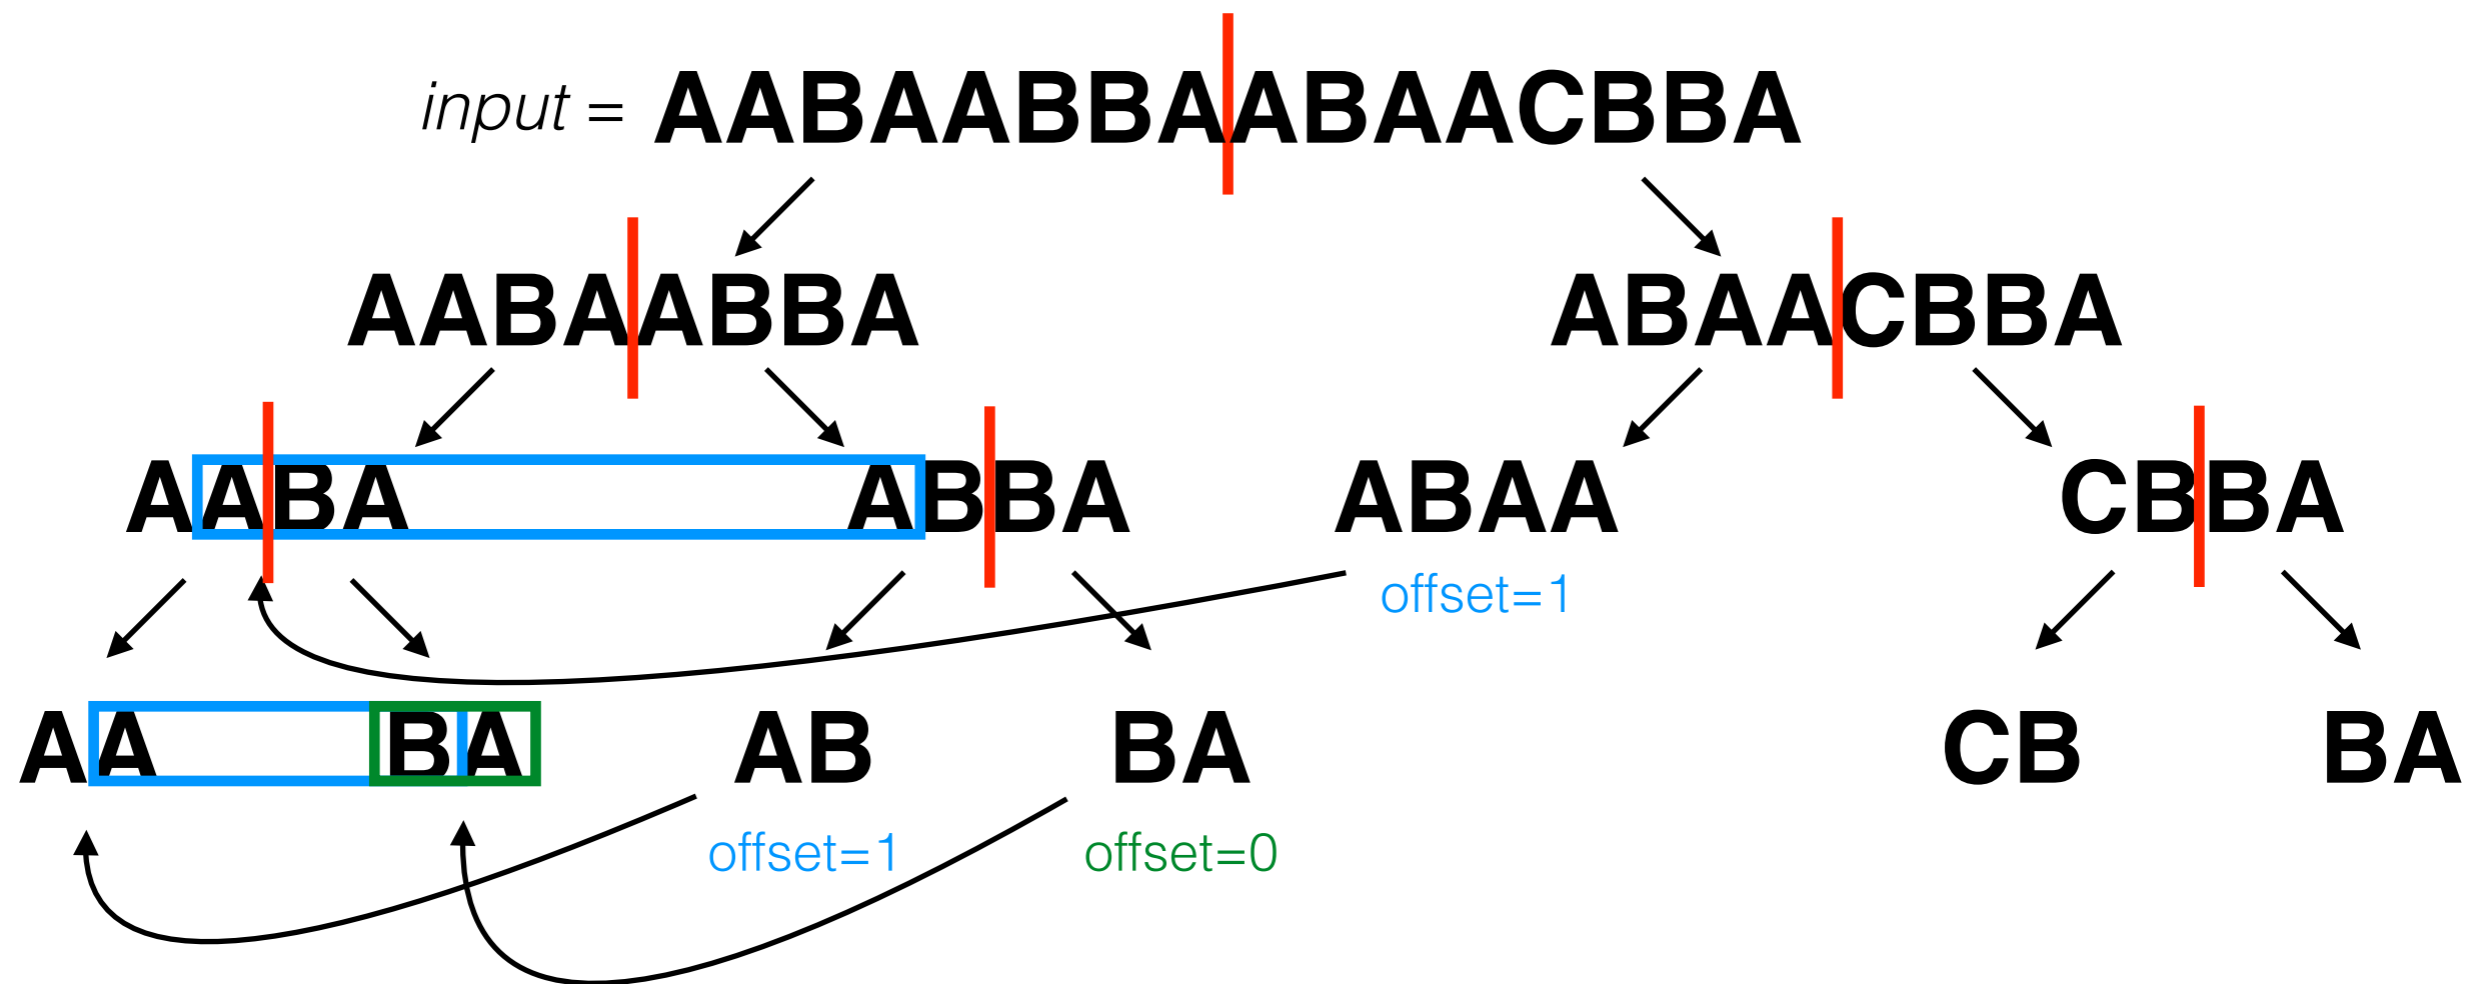 input = AABAABBAABAACBBA
AABAABBA ABAACBBA
AABA ABBA ABAA CBBA
offset=1
AA BA AB BA CB BA
offset=1 offset=0